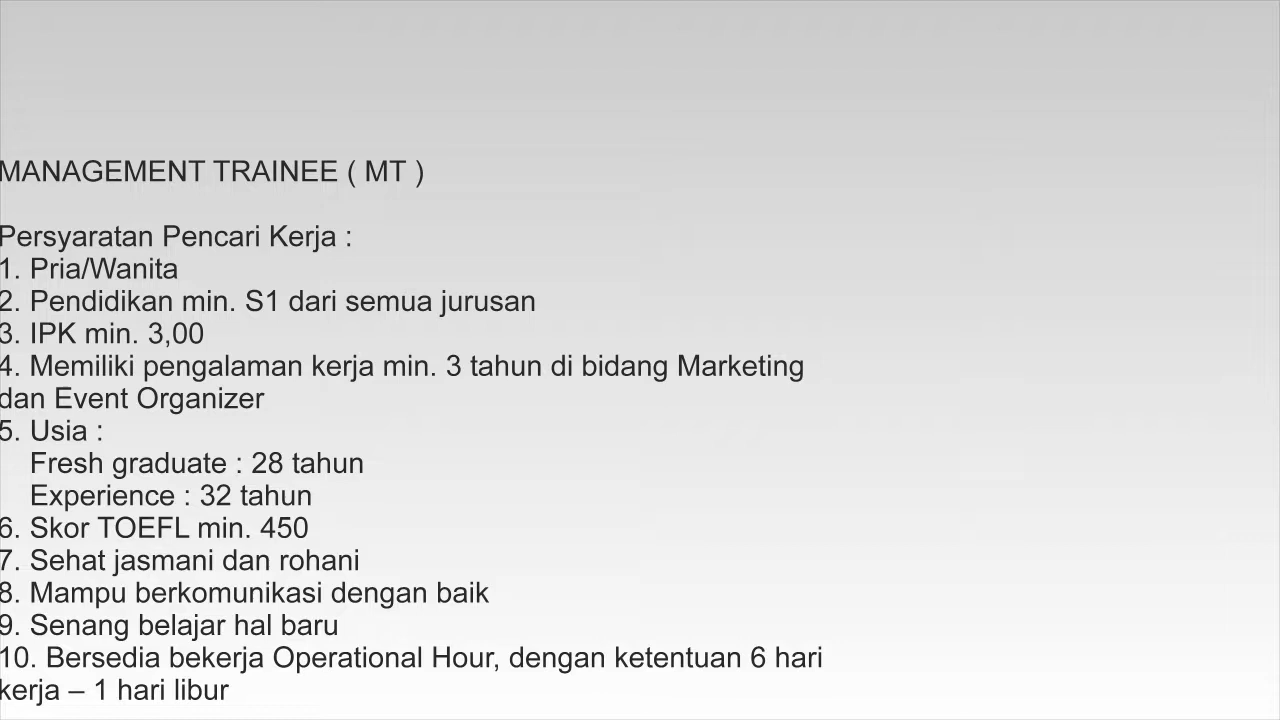 MANAGEMENT TRAINEE ( MT )
Persyaratan Pencari Kerja :
1. Pria/Wanita
2. Pendidikan min. S1 dari semua jurusan
3. IPK min. 3,00
4. Memiliki pengalaman kerja min. 3 tahun di bidang Marketing
dan Event Organizer
5. Usia :
Fresh graduate : 28 tahun
Experience : 32 tahun
6. Skor TOEFL min. 450
7. Sehat jasmani dan rohani
8. Mampu berkomunikasi dengan baik
9. Senang belajar hal baru
10. Bersedia bekerja Operational Hour, dengan ketentuan 6 hari
kerja – 1 hari libur